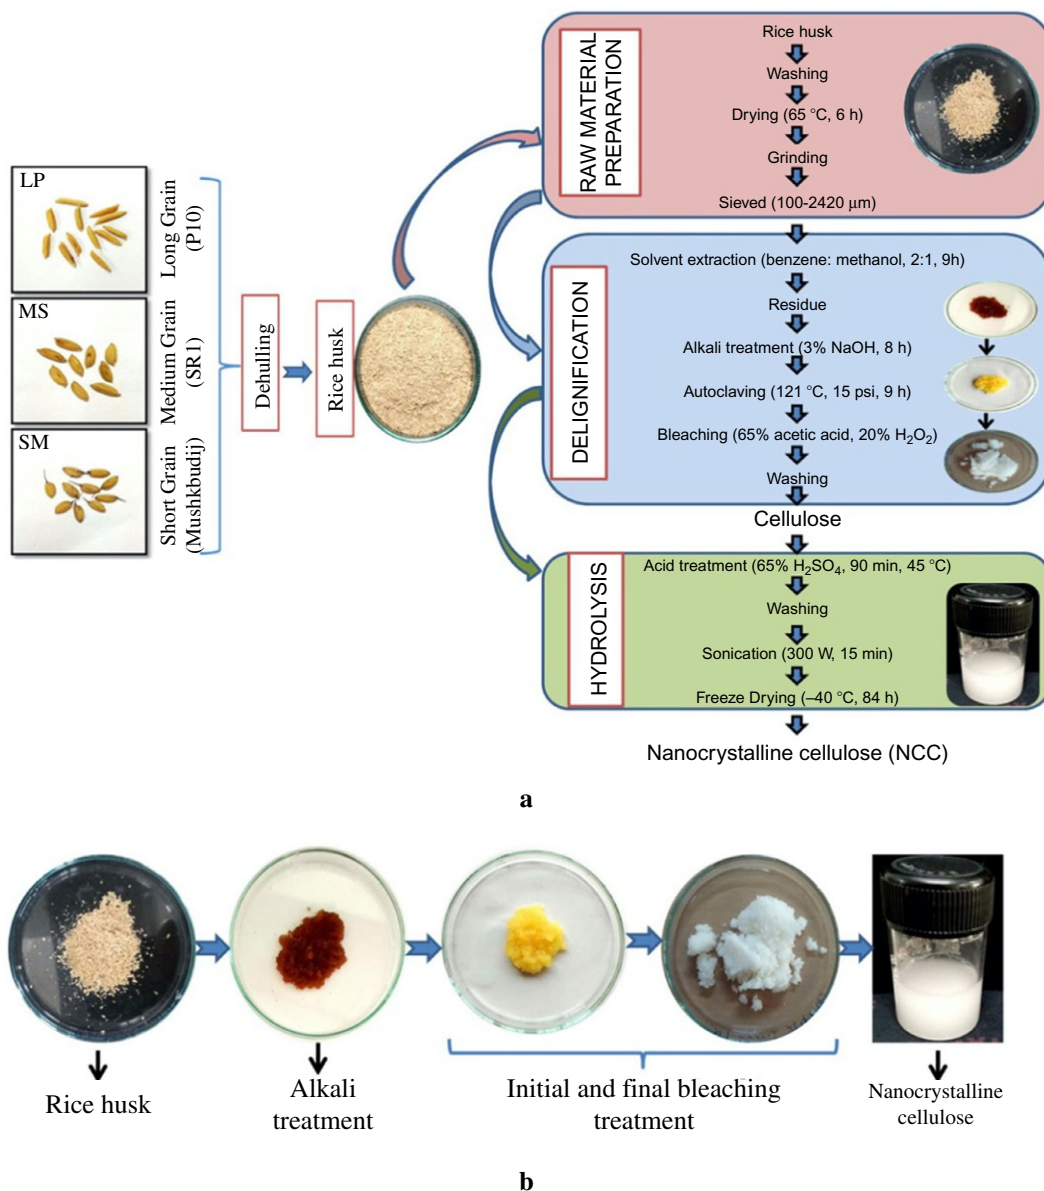 LP
Long Grain
(P10)
MS
Medium Grain
(SR1)
SM
Short Grain
(Mushkbudij)
Dehulling
Rice husk
RAW MATERIAL
PREPARATION
Rice husk
Washing
Drying (65 °C, 6 h)
Grinding
Sieved (100-2420 µm)
DELIGNIFICATION
Solvent extraction (benzene: methanol, 2:1, 9h)
Residue
Alkali treatment (3% NaOH, 8 h)
Autoclaving (121 °C, 15 psi, 9 h)
Bleaching (65% acetic acid, 20% H₂O₂)
Washing
Cellulose
HYDROLYSIS
Acid treatment (65% H₂SO₄, 90 min, 45 °C)
Washing
Sonication (300 W, 15 min)
Freeze Drying (–40 °C, 84 h)
Nanocrystalline cellulose (NCC)
a
Rice husk
Alkali
treatment
Initial and final bleaching
treatment
Nanocrystalline
cellulose
b